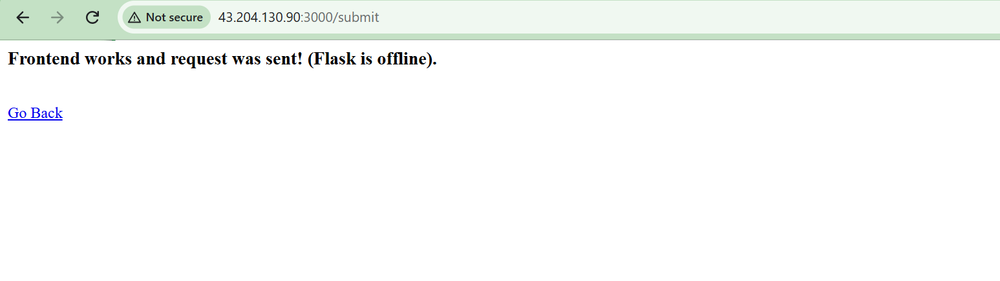 Not secure 43.204.130.90:3000/submit
Frontend works and request was sent! (Flask is offline).
Go Back